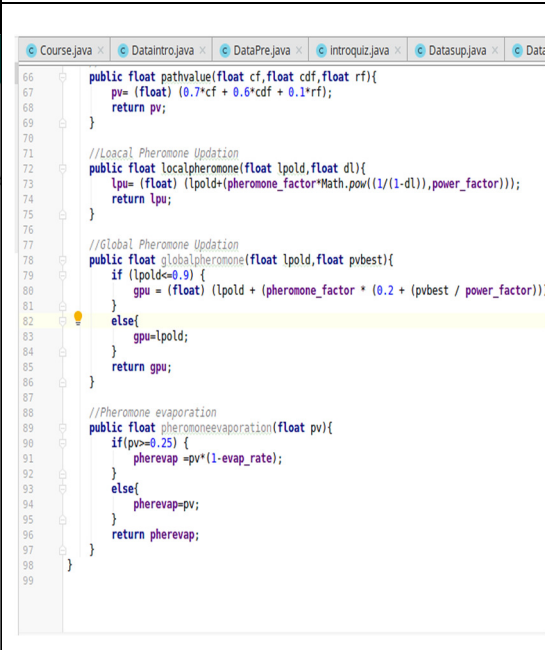 Course.java × Dataintro.java × DataPre.java × introquiz.java × Datasup.java × Data
66 public float pathvalue(float cf,float cdf,float rf){
67 pv= (float) (0.7*cf + 0.6*cdf + 0.1*rf);
68 return pv;
69 }
70
71 //Loacal Pheromone Updation
72 public float localpheromone(float lpold,float dl){
73 lpu= (float) (lpold+(pheromone_factor*Math.pow((1/(1-dl)),power_factor)));
74 return lpu;
75 }
76
77 //Global Pheromone Updation
78 public float globalpheromone(float lpold,float pvbest){
79 if (lpold<=0.9) {
80 gpu = (float) (lpold + (pheromone_factor * (0.2 + (pvbest / power_factor))
81 }
82 else{
83 gpu=lpold;
84 }
85 return gpu;
86 }
87
88 //Pheromone evaporation
89 public float pheromoneevaporation(float pv){
90 if(pv>=0.25) {
91 pherevap =pv*(1-evap_rate);
92 }
93 else{
94 pherevap=pv;
95 }
96 return pherevap;
97 }
98 }
99